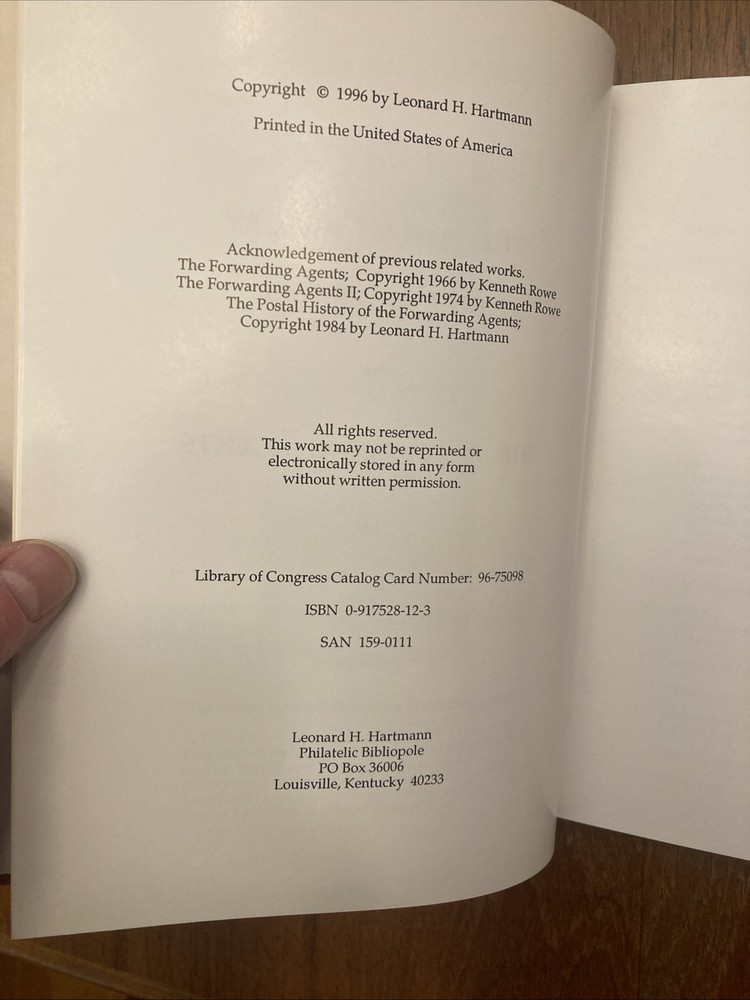 Copyright © 1996 by Leonard H. Hartmann
Printed in the United States of America
Acknowledgement of previous related works.
The Forwarding Agents; Copyright 1966 by Kenneth Rowe
The Forwarding Agents II; Copyright 1974 by Kenneth Rowe
The Postal History of the Forwarding Agents;
Copyright 1984 by Leonard H. Hartmann
All rights reserved.
This work may not be reprinted or
electronically stored in any form
without written permission.
Library of Congress Catalog Card Number: 96-75098
ISBN 0-917528-12-3
SAN 159-0111
Leonard H. Hartmann
Philatelic Bibliopole
PO Box 36006
Louisville, Kentucky 40233